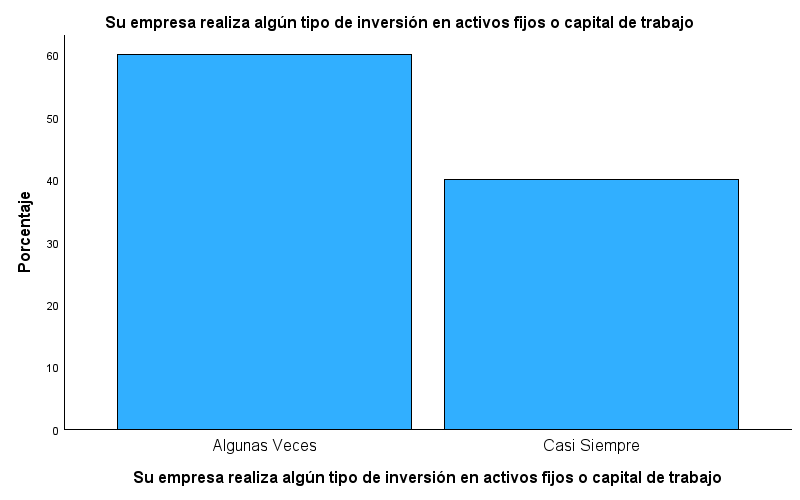 Su empresa realiza algún tipo de inversión en activos fijos o capital de trabajo
60
50
40
30
20
10
0
Porcentaje
Algunas Veces
Casi Siempre
Su empresa realiza algún tipo de inversión en activos fijos o capital de trabajo